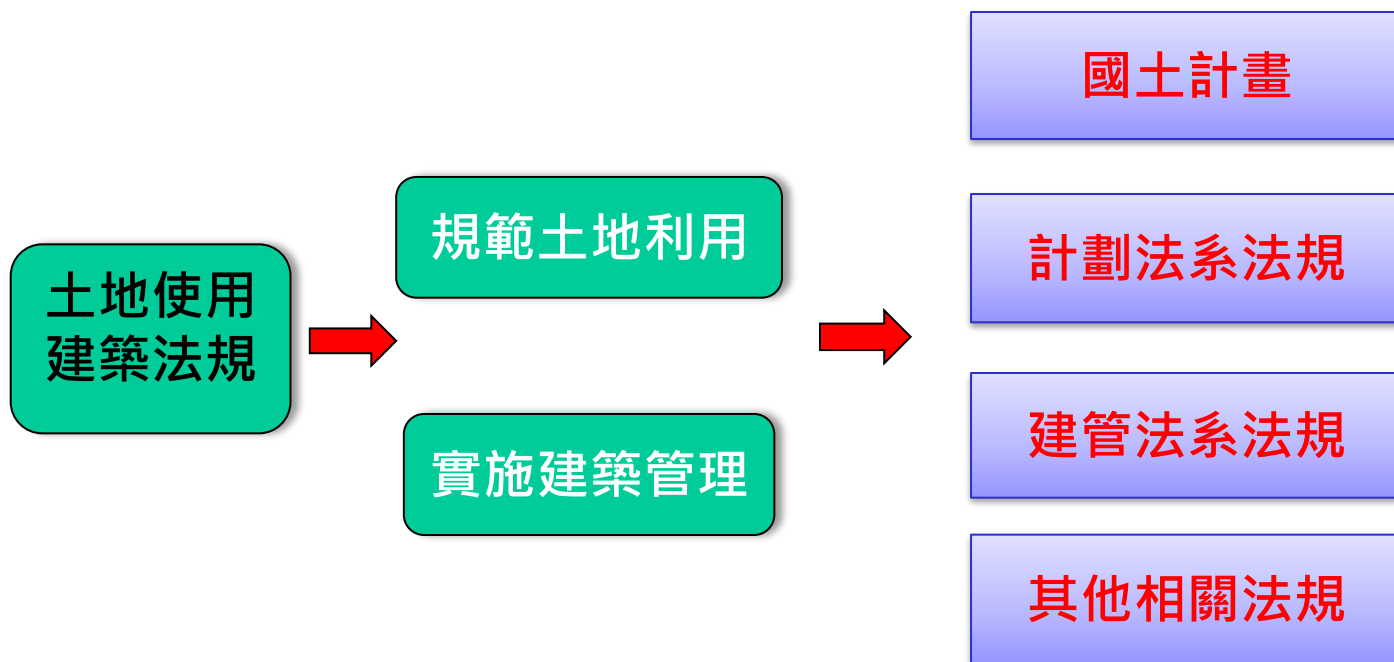 土地使用
建築法規
規範土地利用
實施建築管理
國土計畫
計劃法系法規
建管法系法規
其他相關法規